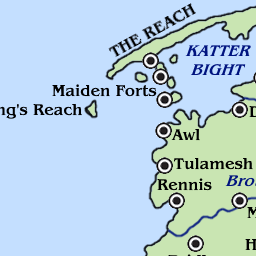 THE REACH
KATTER
BIGHT
Maiden Forts
ng's Reach
Awl
Tulamesh
Rennis
Bro
M
H